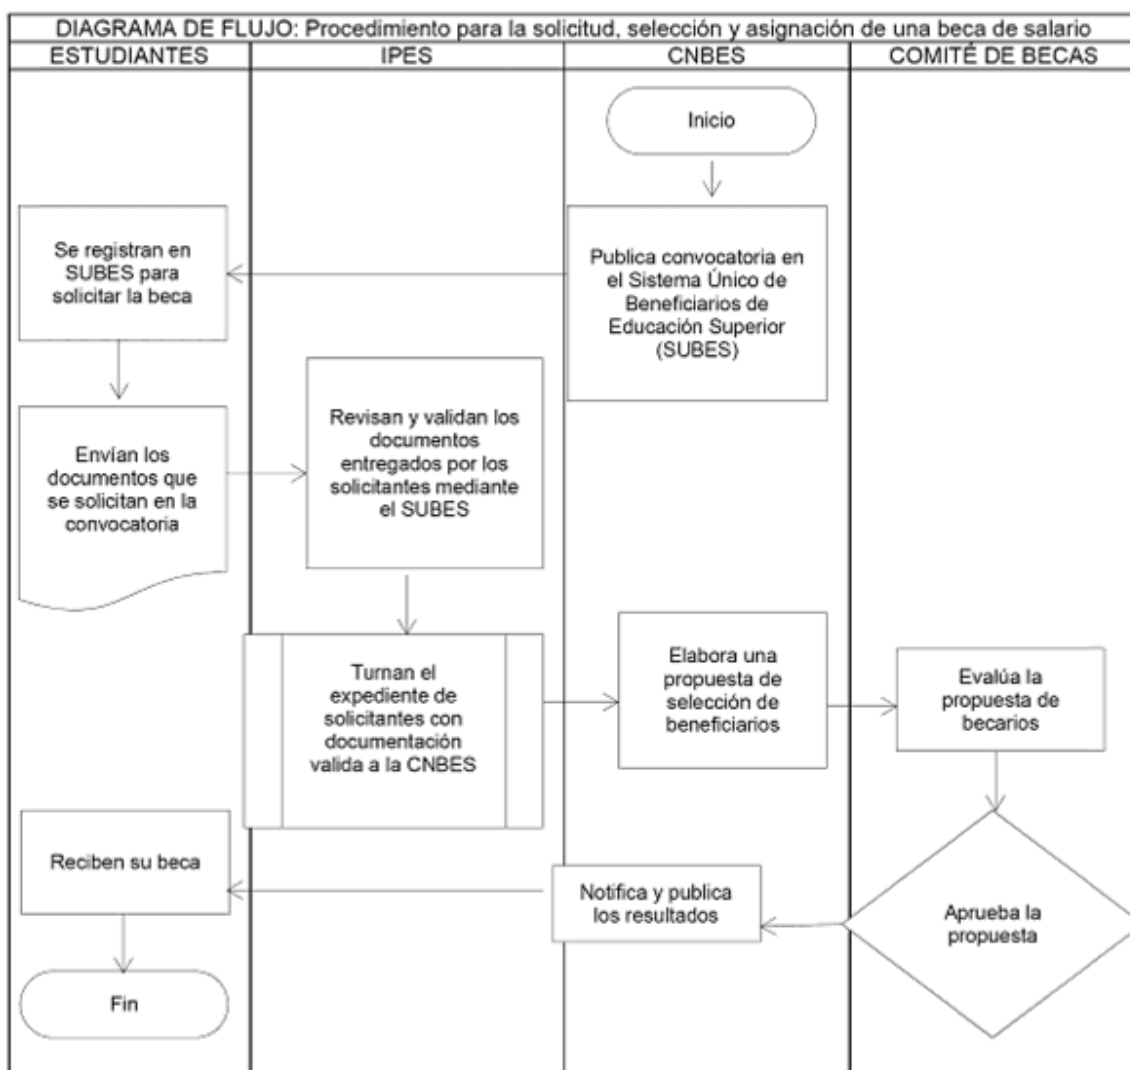 DIAGRAMA DE FLUJO: Procedimiento para la solicitud, selección y asignación de una beca de salario
ESTUDIANTES
IPES
CNBES
COMITÉ DE BECAS
Inicio
Publica convocatoria en
el Sistema Único de
Beneficiarios de
Educación Superior
(SUBES)
Se registran en
SUBES para
solicitar la beca
Envían los
documentos que
se solicitan en la
convocatoria
Revisan y validan los
documentos
entregados por los
solicitantes mediante
el SUBES
Turnan el
expediente de
solicitantes con
documentación
valida a la CNBES
Elabora una
propuesta de
selección de
beneficiarios
Evalúa la
propuesta de
becarios
Aprueba la
propuesta
Notifica y publica
los resultados
Reciben su beca
Fin